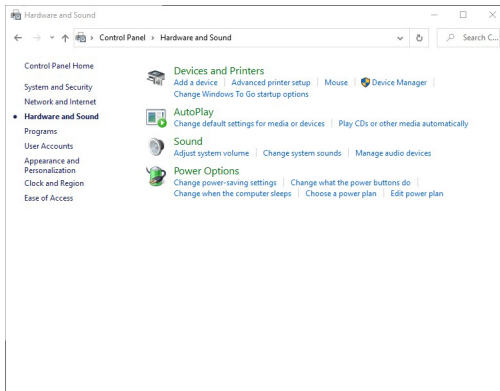 Hardware and Sound
Control Panel › Hardware and Sound
Search C...
Control Panel Home
System and Security
Network and Internet
Hardware and Sound
Programs
User Accounts
Appearance and
Personalization
Clock and Region
Ease of Access
Devices and Printers
Add a device | Advanced printer setup | Mouse | Device Manager
Change Windows To Go startup options
AutoPlay
Change default settings for media or devices | Play CDs or other media automatically
Sound
Adjust system volume | Change system sounds | Manage audio devices
Power Options
Change power-saving settings | Change what the power buttons do
Change when the computer sleeps | Choose a power plan | Edit power plan